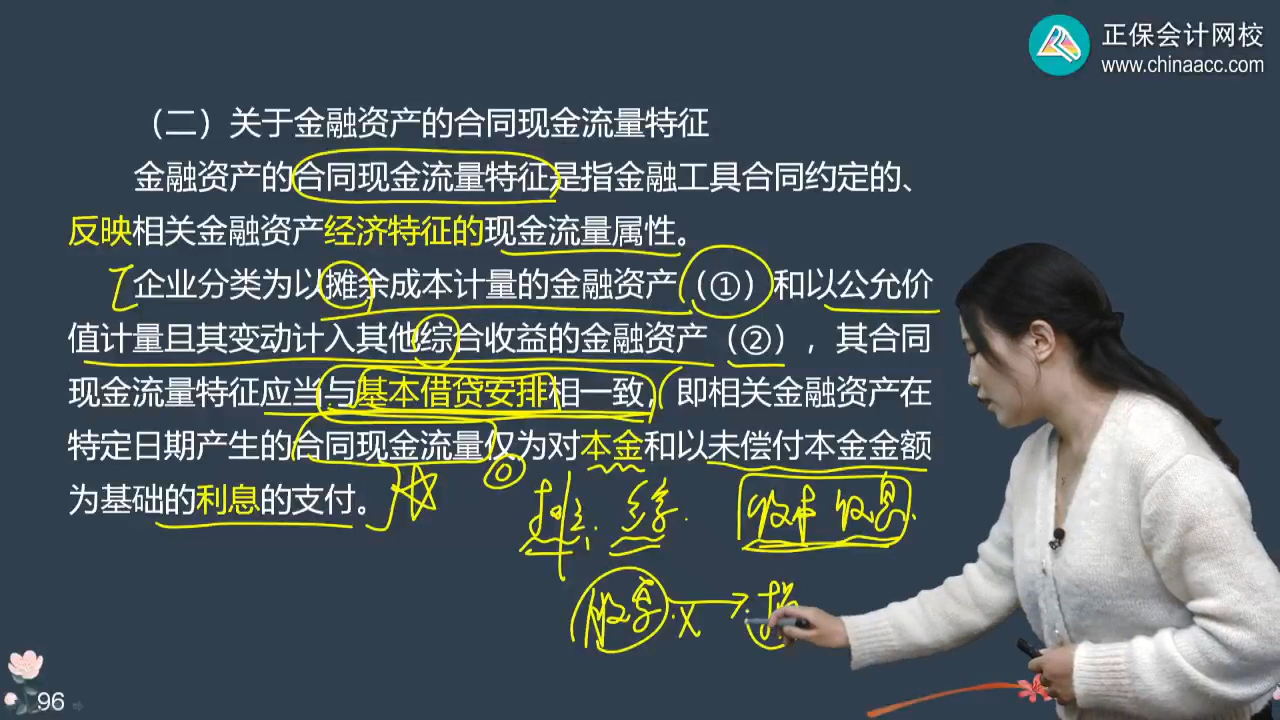 正保会计网校
www.chinaacc.com
（二）关于金融资产的合同现金流量特征
金融资产的合同现金流量特征是指金融工具合同约定的、
反映相关金融资产经济特征的现金流量属性。
企业分类为以摊余成本计量的金融资产（①）和以公允价
值计量且其变动计入其他综合收益的金融资产（②），其合同
现金流量特征应当与基本借贷安排相一致，即相关金融资产在
特定日期产生的合同现金流量仅为对本金和以未偿付本金金额
为基础的利息的支付。
收本 收息
股票
96